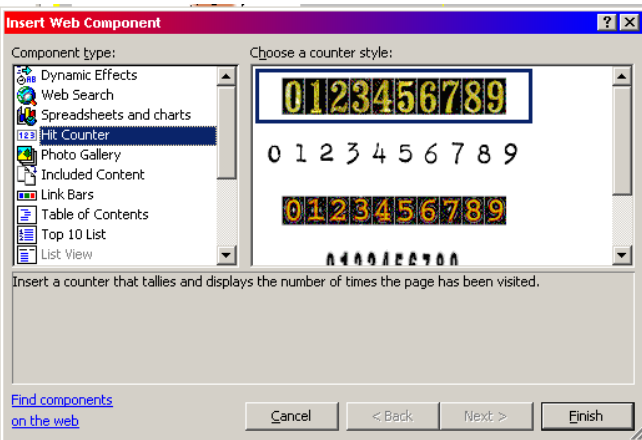 Insert Web Component
Component type:
Dynamic Effects
Web Search
Spreadsheets and charts
Hit Counter
Photo Gallery
Included Content
Link Bars
Table of Contents
Top 10 List
List View
Choose a counter style:
0123456789
0 1 2 3 4 5 6 7 8 9
0123456789
Insert a counter that tallies and displays the number of times the page has been visited.
Find components
on the web
Cancel
< Back
Next >
Finish